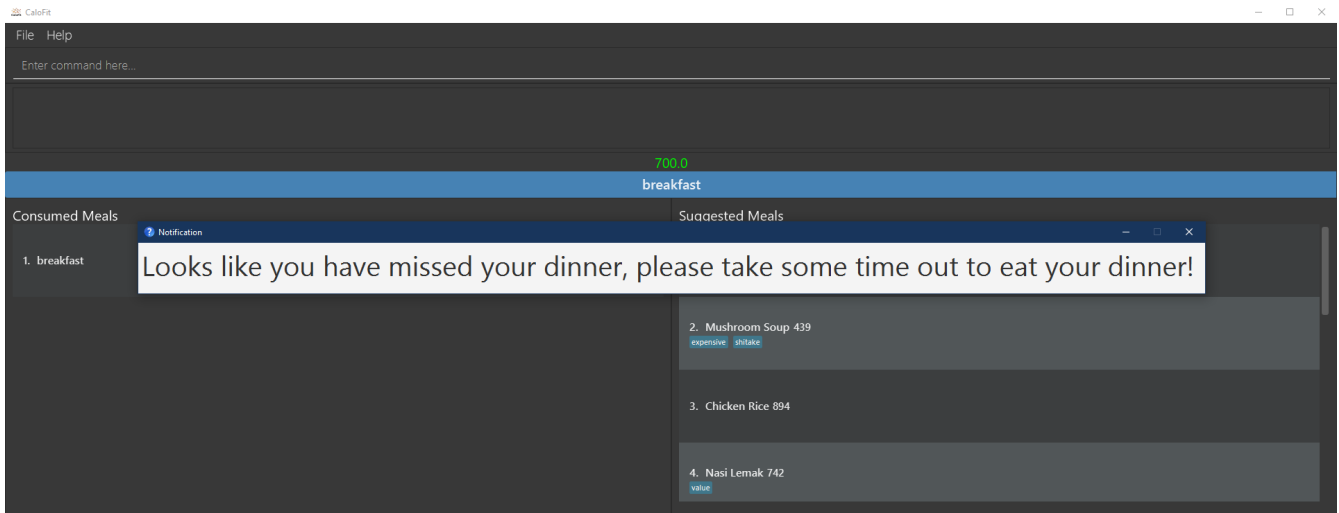 CaloFit
File Help
Enter command here...
700.0
breakfast
Consumed Meals
Suggested Meals
Notification
Looks like you have missed your dinner, please take some time out to eat your dinner!
1. breakfast
2. Mushroom Soup 439
expensive shitake
3. Chicken Rice 894
4. Nasi Lemak 742
value